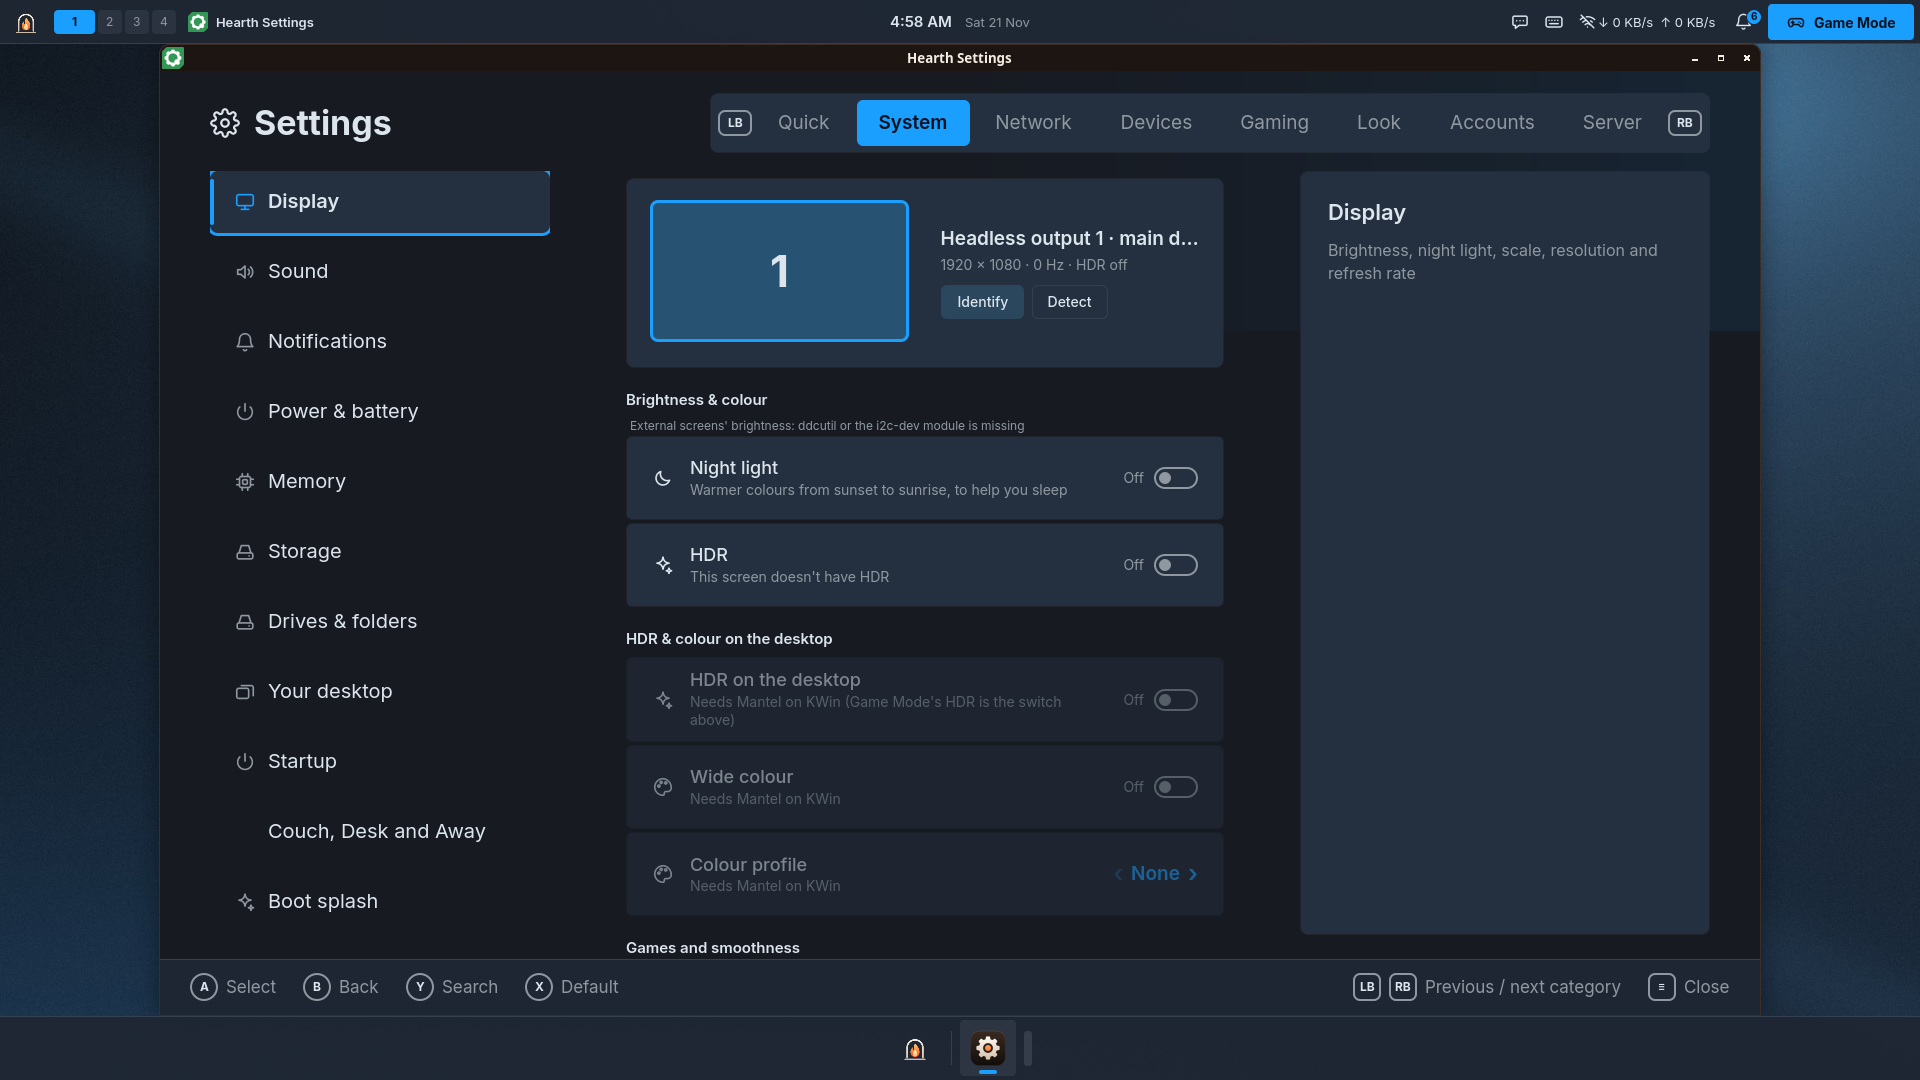 1 2 3 4 Hearth Settings
4:58 AM Sat 21 Nov
↓ 0 KB/s ↑ 0 KB/s
6
Game Mode
Hearth Settings
Settings
LB Quick System Network Devices Gaming Look Accounts Server RB
Display
Sound
Notifications
Power & battery
Memory
Storage
Drives & folders
Your desktop
Startup
Couch, Desk and Away
Boot splash
1
Headless output 1 · main d...
1920 × 1080 · 0 Hz · HDR off
Identify Detect
Brightness & colour
External screens' brightness: ddcutil or the i2c-dev module is missing
Night light
Warmer colours from sunset to sunrise, to help you sleep
Off
HDR
This screen doesn't have HDR
Off
HDR & colour on the desktop
HDR on the desktop
Needs Mantel on KWin (Game Mode's HDR is the switch
above)
Off
Wide colour
Needs Mantel on KWin
Off
Colour profile
Needs Mantel on KWin
‹ None ›
Games and smoothness
Display
Brightness, night light, scale, resolution and
refresh rate
A Select B Back Y Search X Default
LB RB Previous / next category ≡ Close